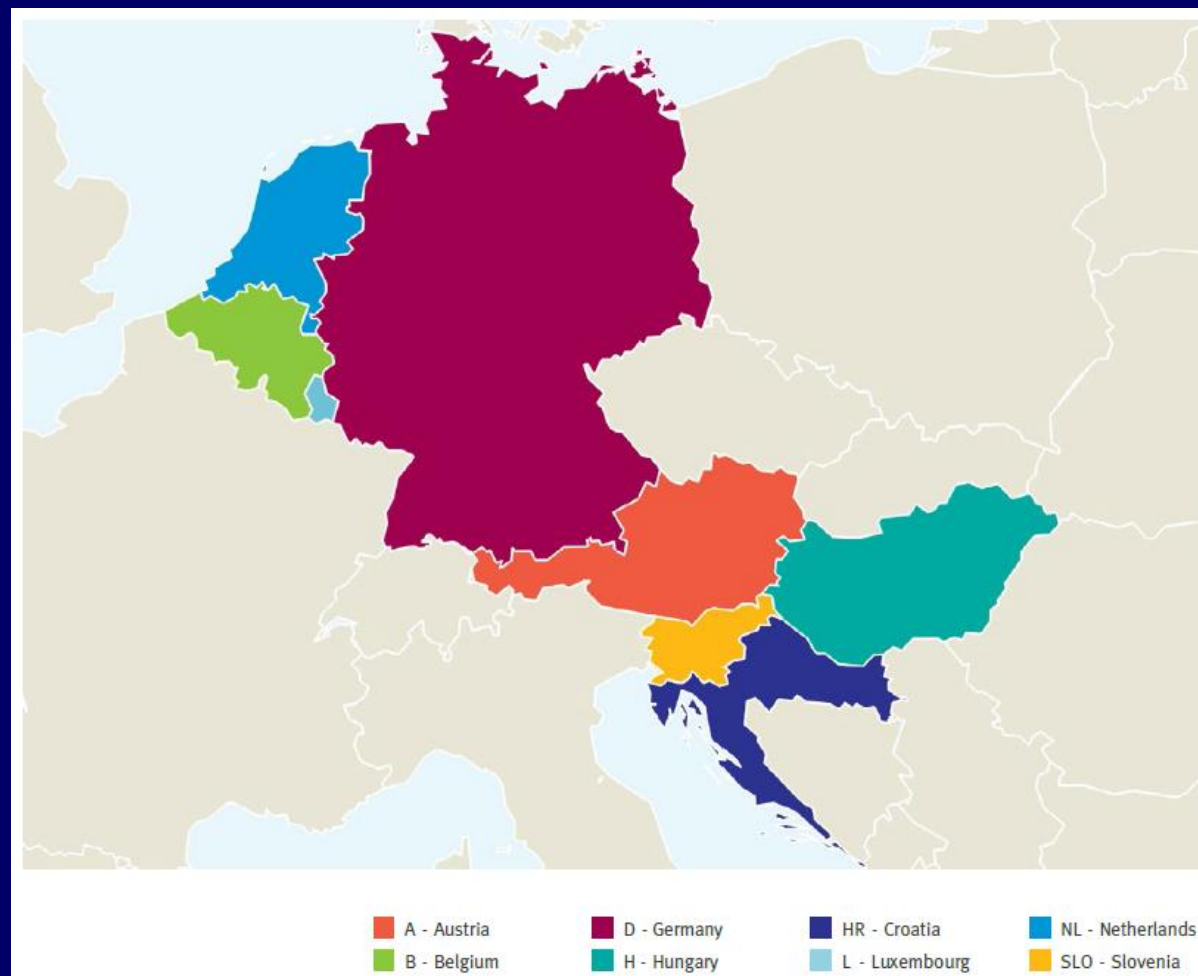 A - Austria
D - Germany
HR - Croatia
NL - Netherlands
B - Belgium
H - Hungary
L - Luxembourg
SLO - Slovenia